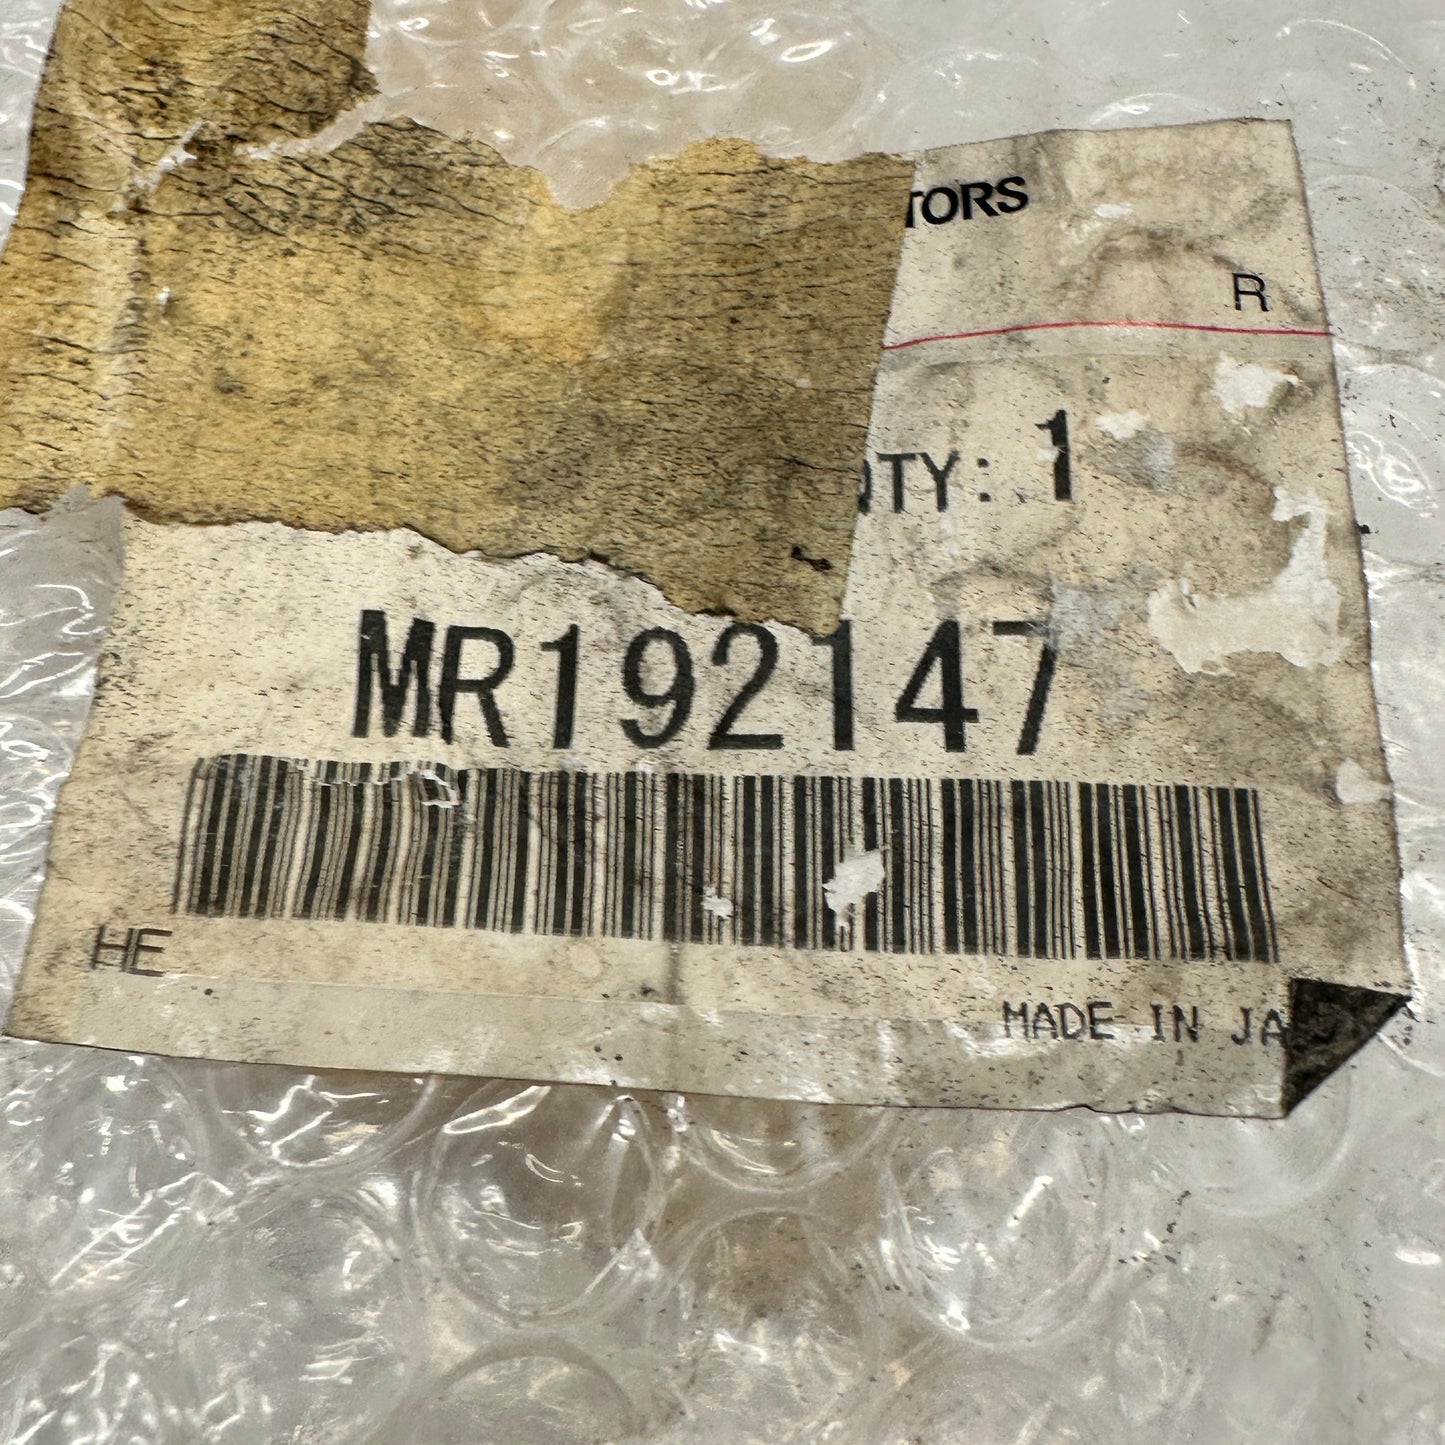 TORS
R
QTY: 1
MR192147
HE
MADE IN JA